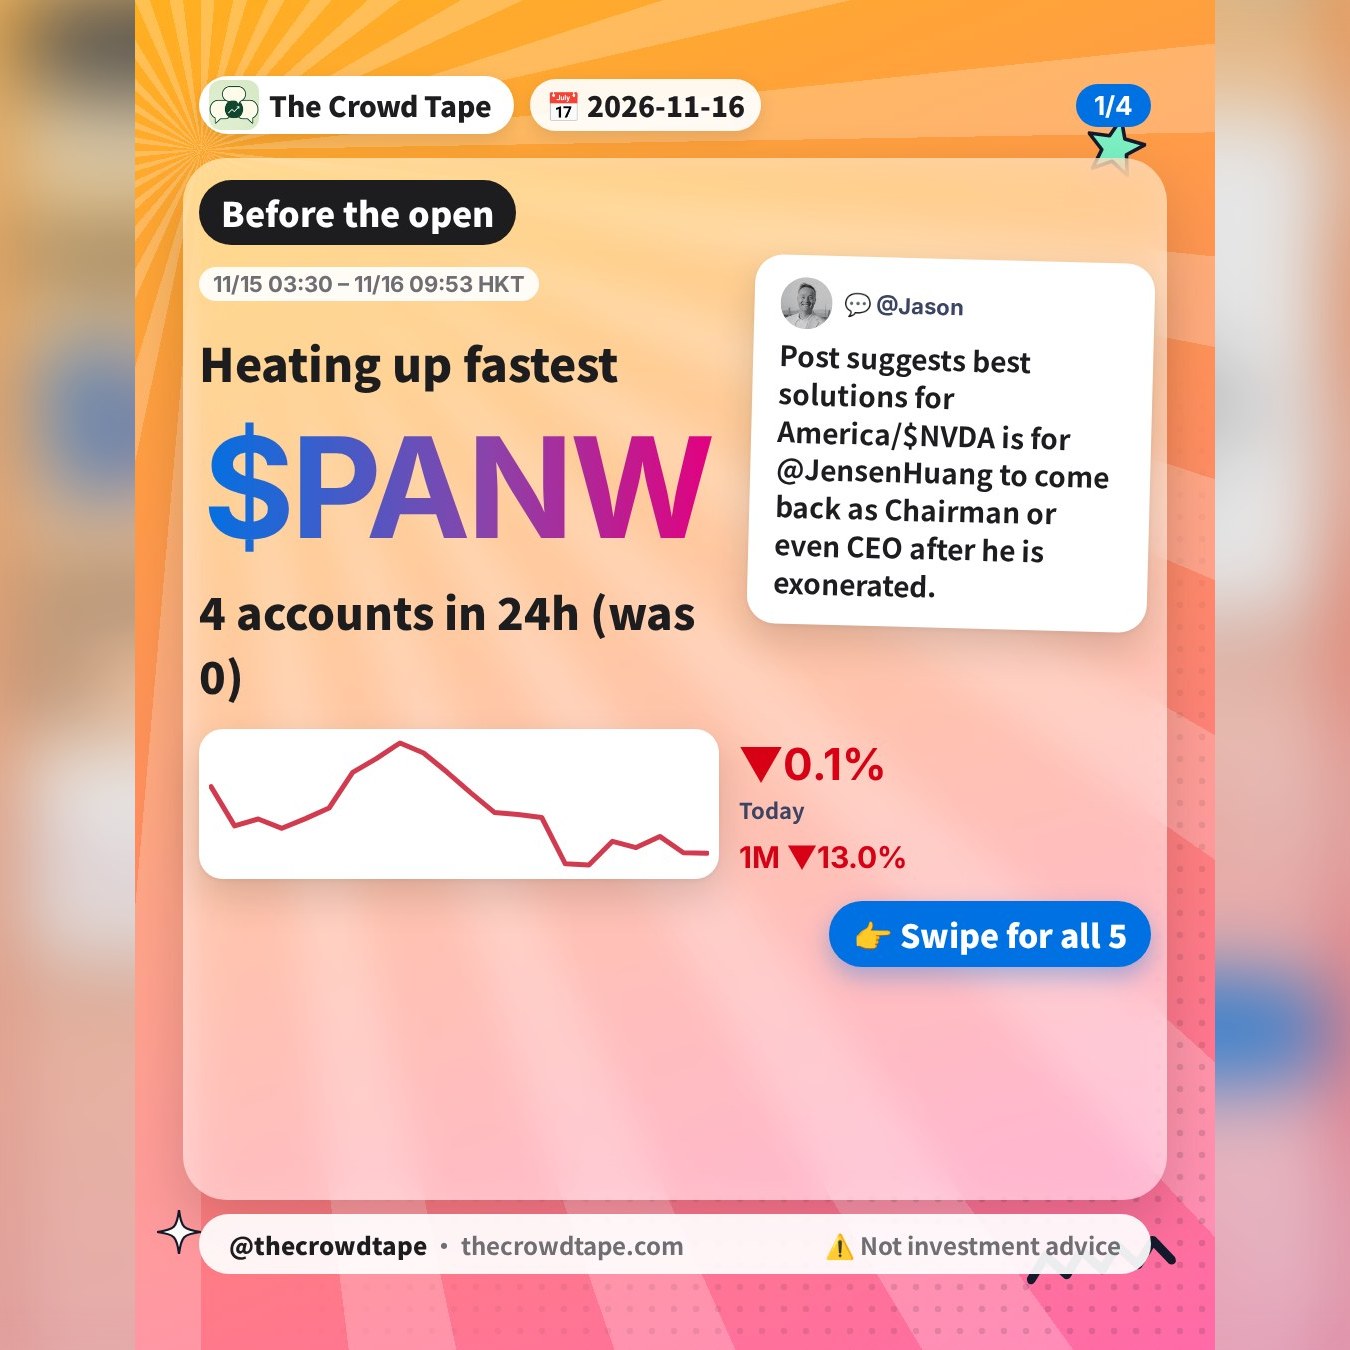 The Crowd Tape
July
17
2026-11-16
1/4
Before the open
11/15 03:30 – 11/16 09:53 HKT
Heating up fastest
$PANW
4 accounts in 24h (was
0)
@Jason
Post suggests best
solutions for
America/$NVDA is for
@JensenHuang to come
back as Chairman or
even CEO after he is
exonerated.
▼0.1%
Today
1M ▼13.0%
👉 Swipe for all 5
@thecrowdtape • thecrowdtape.com
⚠️ Not investment advice